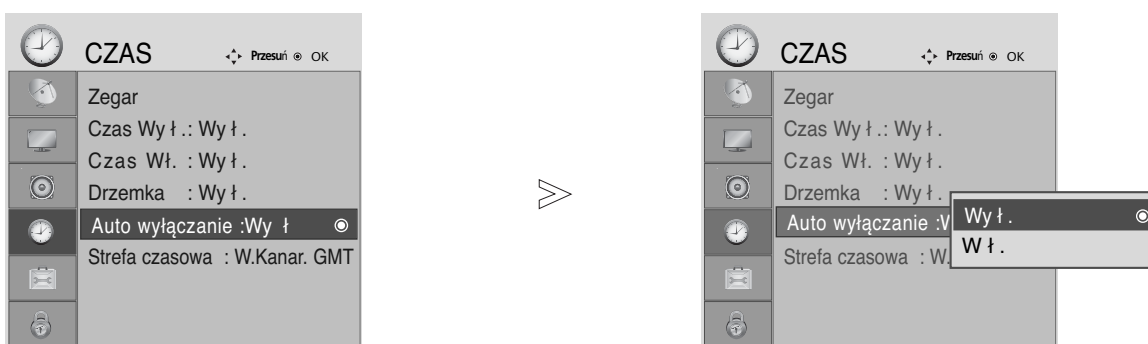 CZAS Przesuń OK
Zegar
Czas Wył.: Wył.
Czas Wł. : Wył.
Drzemka : Wył.
Auto wyłączanie :Wy ł
Strefa czasowa : W.Kanar. GMT
CZAS Przesuń OK
Zegar
Czas Wył.: Wył.
Czas Wł. : Wył.
Drzemka : Wył.
Auto wyłączanie :W
Strefa czasowa : W.
Wył.
Wł.